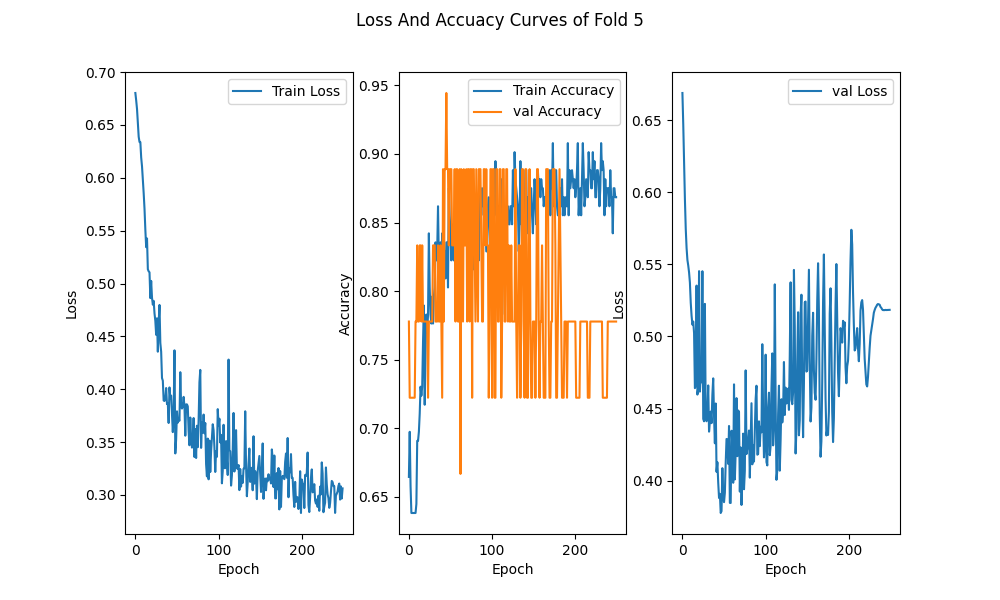 Loss And Accuacy Curves of Fold 5
Train Loss
0.70
0.65
0.60
0.55
0.50
0.45
0.40
0.35
0.30
Loss
0
100
200
Epoch
Train Accuracy
val Accuracy
0.95
0.90
0.85
0.80
0.75
0.70
0.65
Accuracy
0
100
200
Epoch
val Loss
0.65
0.60
0.55
0.50
0.45
0.40
Loss
0
100
200
Epoch